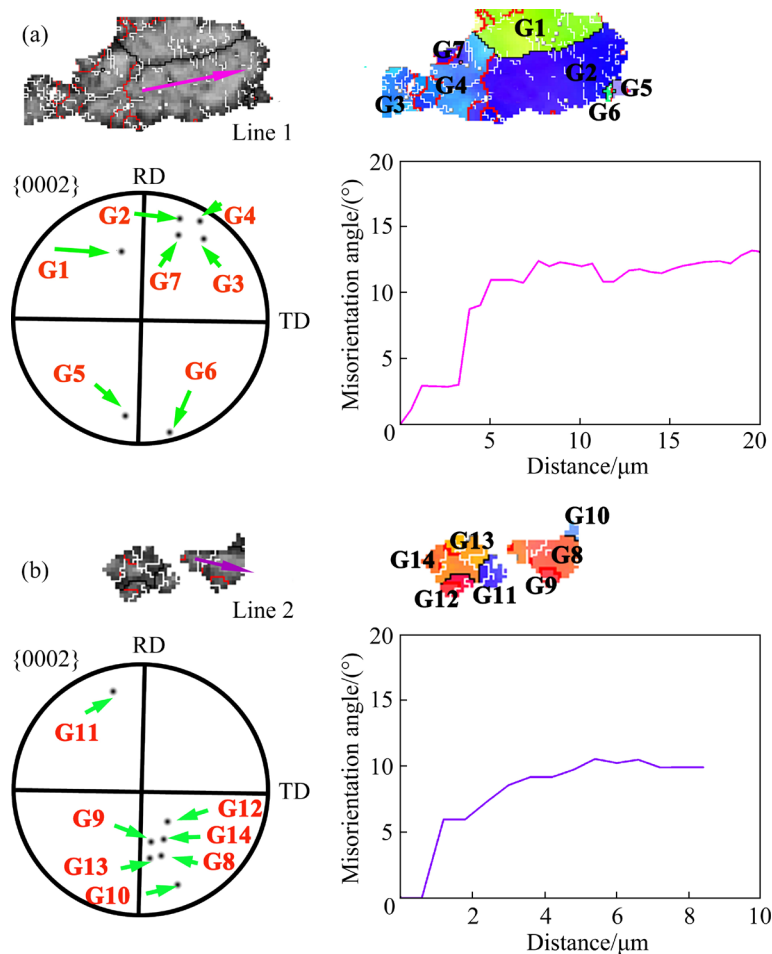 (a)
Line 1
G1
G7
G4
G2
G3
G5
G6
{0002}
RD
G2
G4
G1
G7
G3
TD
G5
G6
20
15
10
5
0
5
10
15
20
Misorientation angle/(°)
Distance/μm
(b)
Line 2
G10
G13
G14
G8
G12
G11
G9
{0002}
RD
G11
TD
G9
G12
G14
G13
G8
G10
20
15
10
5
0
2
4
6
8
10
Misorientation angle/(°)
Distance/μm